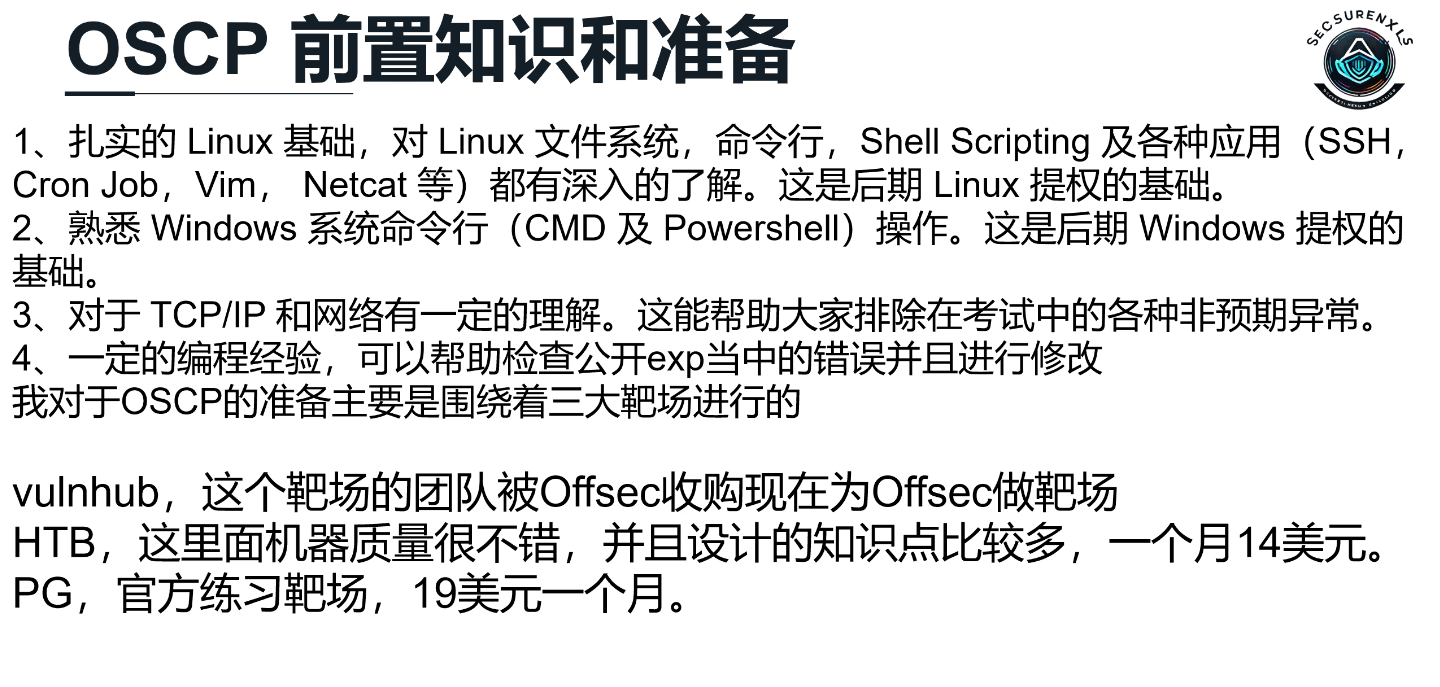 OSCP 前置知识和准备
SECSURENXLS
1、扎实的 Linux 基础，对 Linux 文件系统，命令行，Shell Scripting 及各种应用（SSH，
Cron Job，Vim， Netcat 等）都有深入的了解。这是后期 Linux 提权的基础。
2、熟悉 Windows 系统命令行（CMD 及 Powershell）操作。这是后期 Windows 提权的
基础。
3、对于 TCP/IP 和网络有一定的理解。这能帮助大家排除在考试中的各种非预期异常。
4、一定的编程经验，可以帮助检查公开exp当中的错误并且进行修改
我对于OSCP的准备主要是围绕着三大靶场进行的
vulnhub，这个靶场的团队被Offsec收购现在为Offsec做靶场
HTB，这里面机器质量很不错，并且设计的知识点比较多，一个月14美元。
PG，官方练习靶场，19美元一个月。